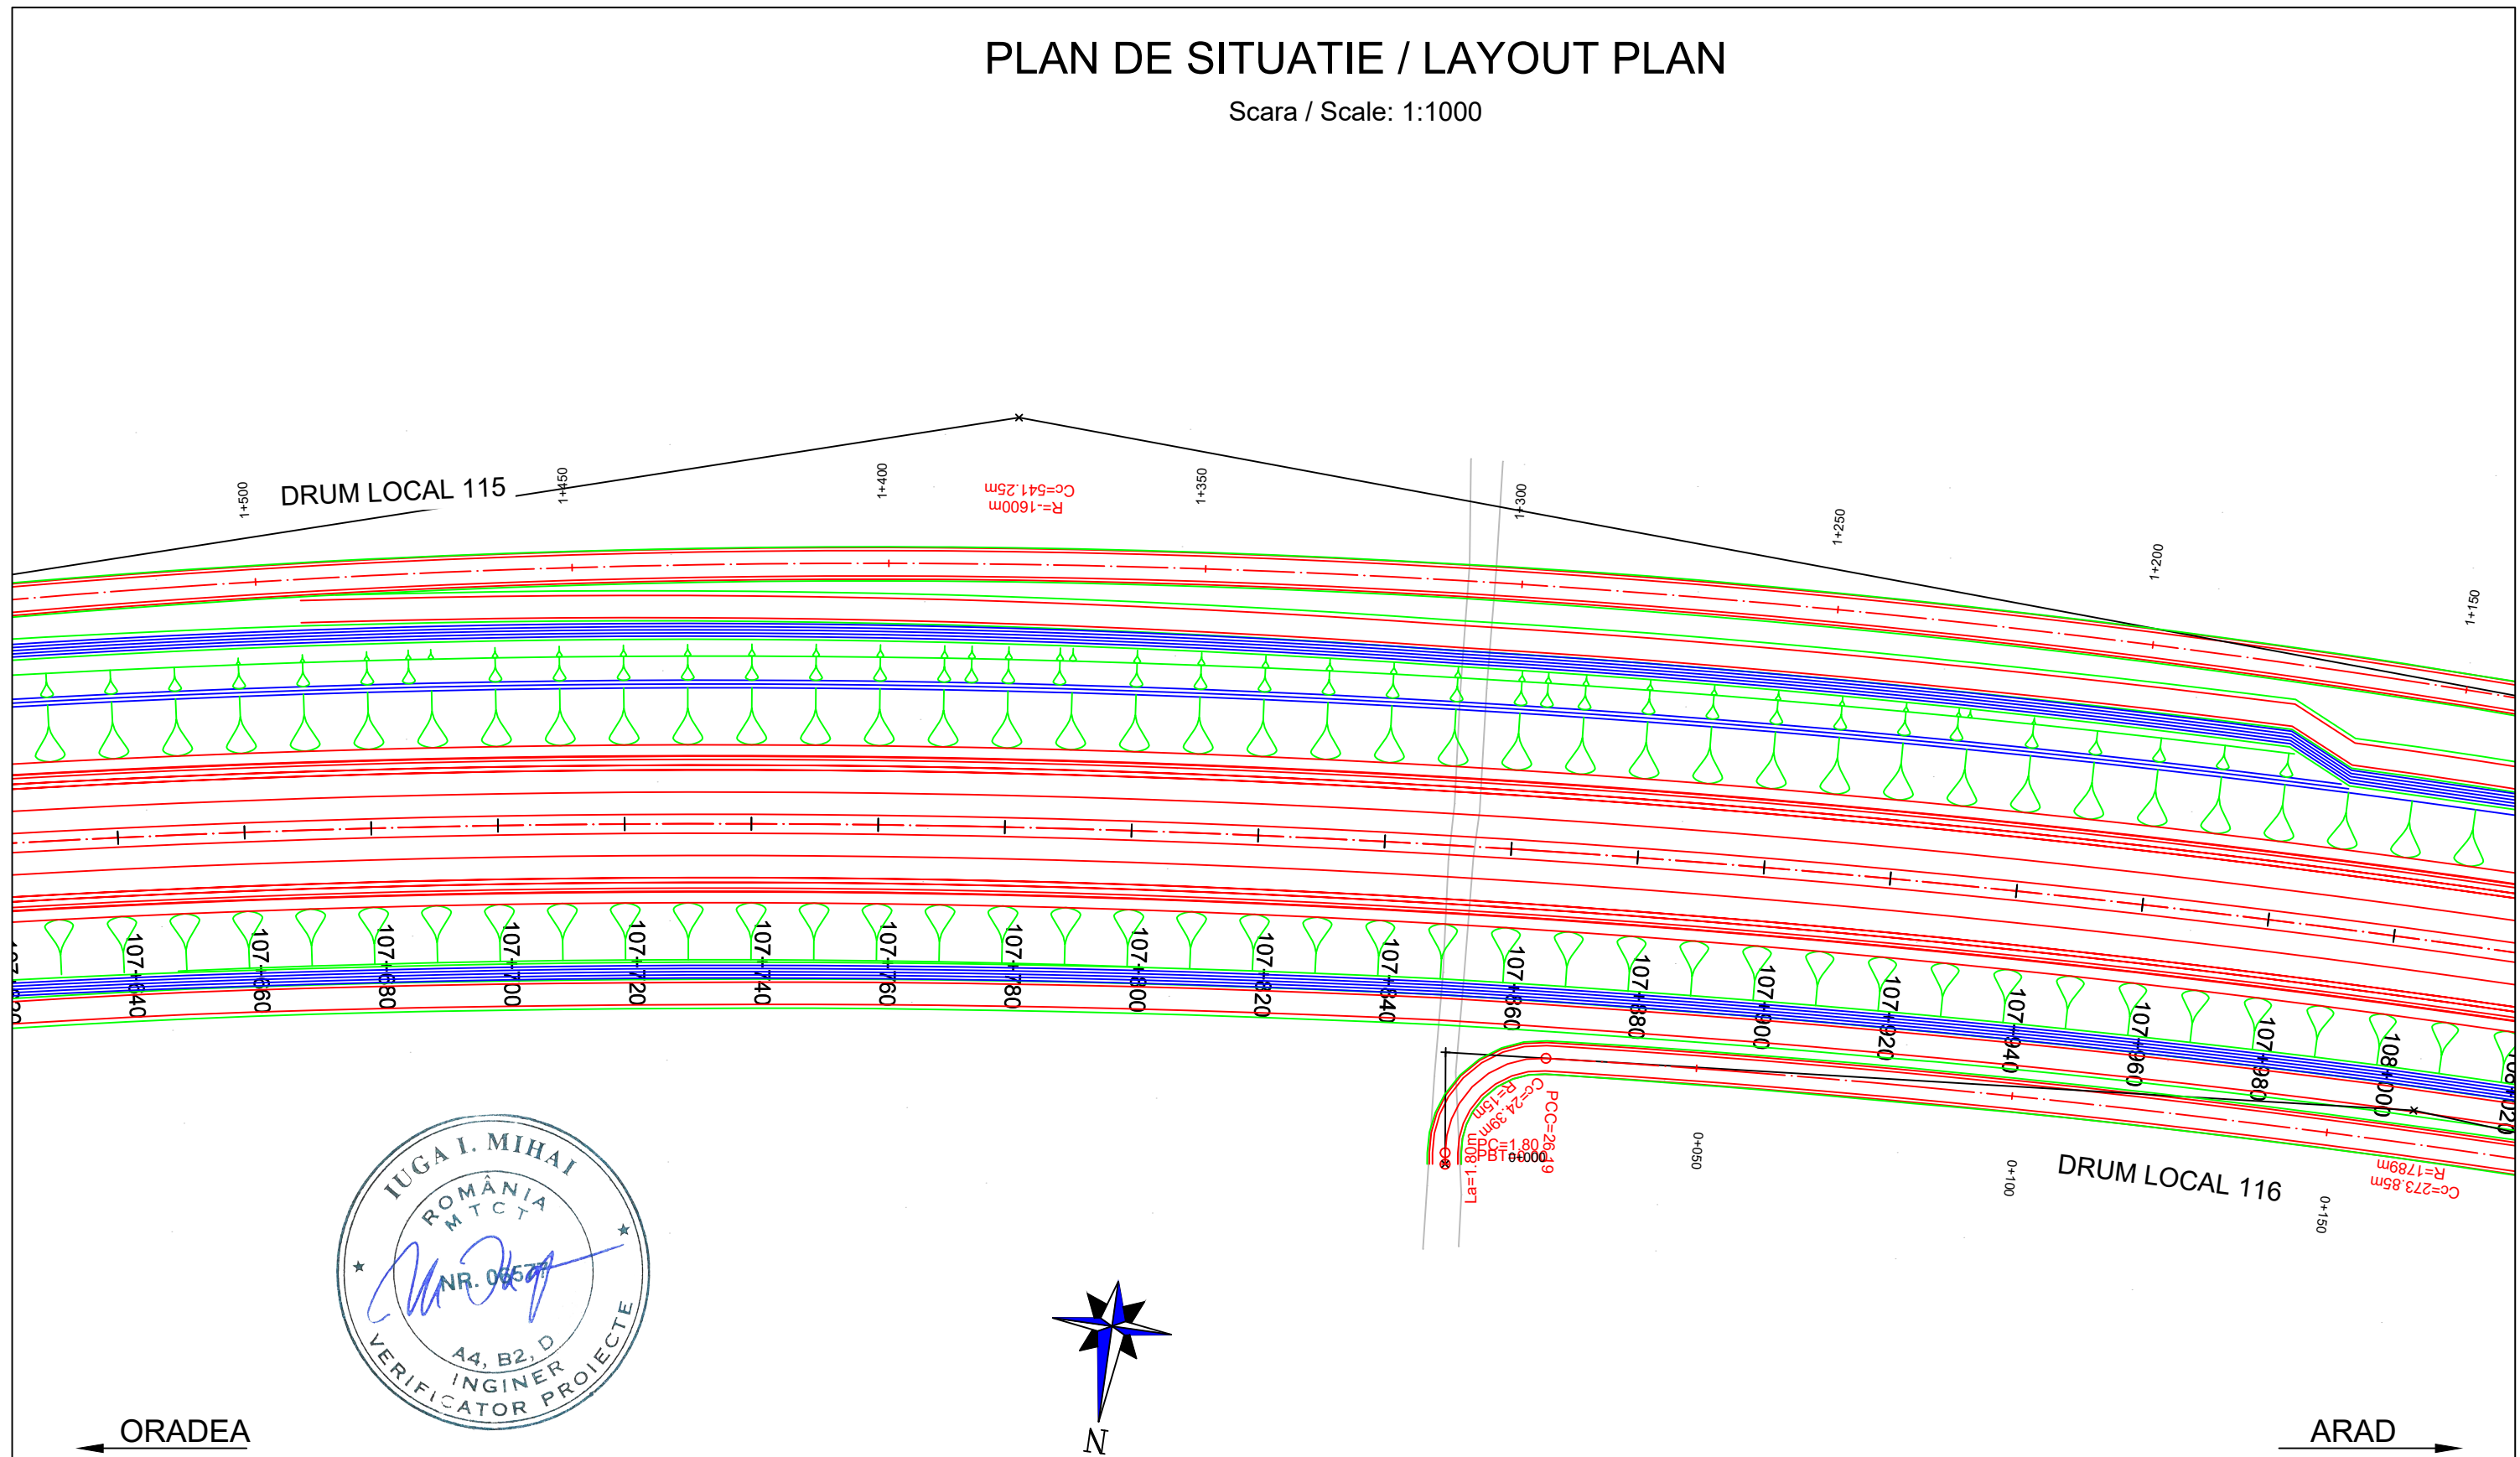 PLAN DE SITUATIE / LAYOUT PLAN
Scara / Scale: 1:1000
DRUM LOCAL 115
1+500
1+450
1+400
1+350
1+300
1+250
1+200
1+150
R=-1600m
Cc=541.25m
107+640
107+660
107+680
107+700
107+720
107+740
107+760
107+780
107+800
107+820
107+840
107+860
107+880
107+900
107+920
107+940
107+960
107+980
108+000
R=15m
Cc=24.39m
PCC=26.19
La=1.80m
PC=1.80
0+000
0+050
0+100
0+150
DRUM LOCAL 116
R=1789m
Cc=273.85m
IUGA I. MIHAI
ROMÂNIA
MTCT
A4, B2, D
INGINER
VERIFICATOR PROIECTE
N
ORADEA
ARAD